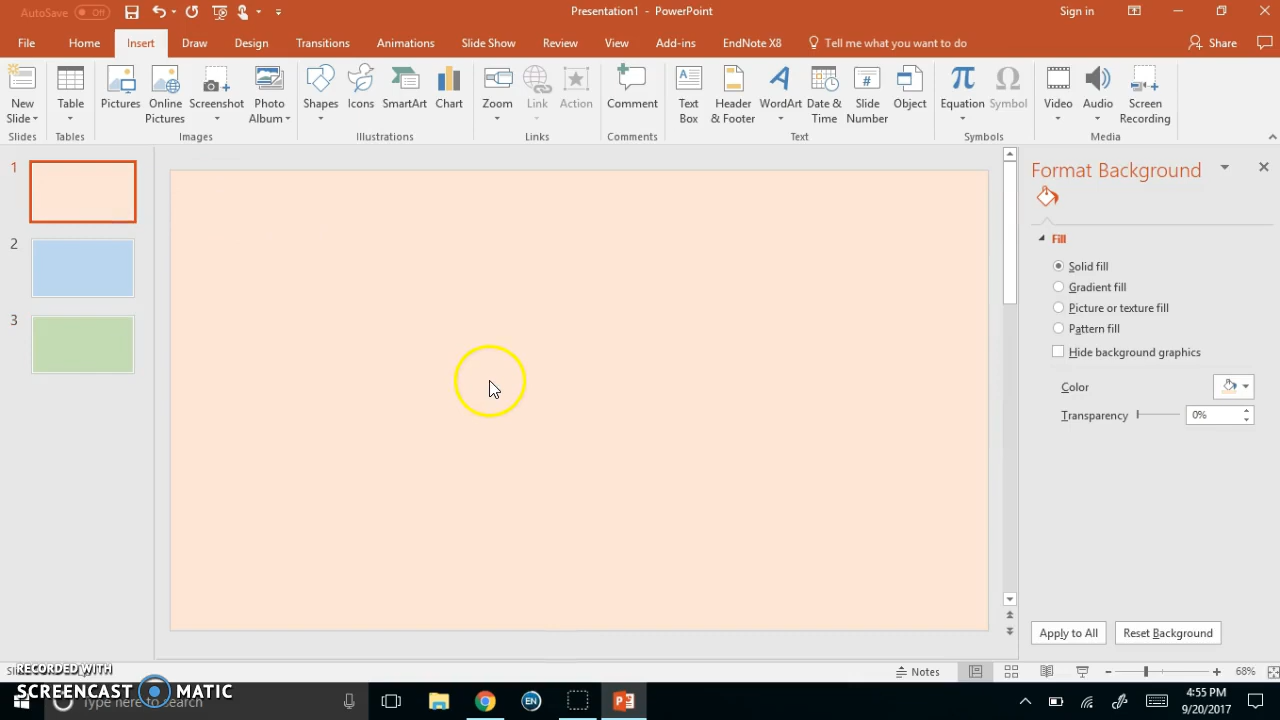 AutoSave Off
Presentation1 - PowerPoint
Sign in
File Home Insert Draw Design Transitions Animations Slide Show Review View Add-ins EndNote X8 Tell me what you want to do Share
New Slide
Table
Pictures
Online Pictures
Screenshot
Photo Album
Shapes
Icons
SmartArt
Chart
Zoom
Link
Action
Comment
Text Box
Header & Footer
WordArt
Date & Time
Slide Number
Object
Equation
Symbol
Video
Audio
Screen Recording
Slides Tables Images Illustrations Links Comments Text Symbols Media
1
2
3
Format Background
Fill
Solid fill
Gradient fill
Picture or texture fill
Pattern fill
Hide background graphics
Color
Transparency 0%
Apply to All Reset Background
Notes 68%
RECORDED WITH
SCREENCAST MATIC
here to search
EN
4:55 PM
9/20/2017